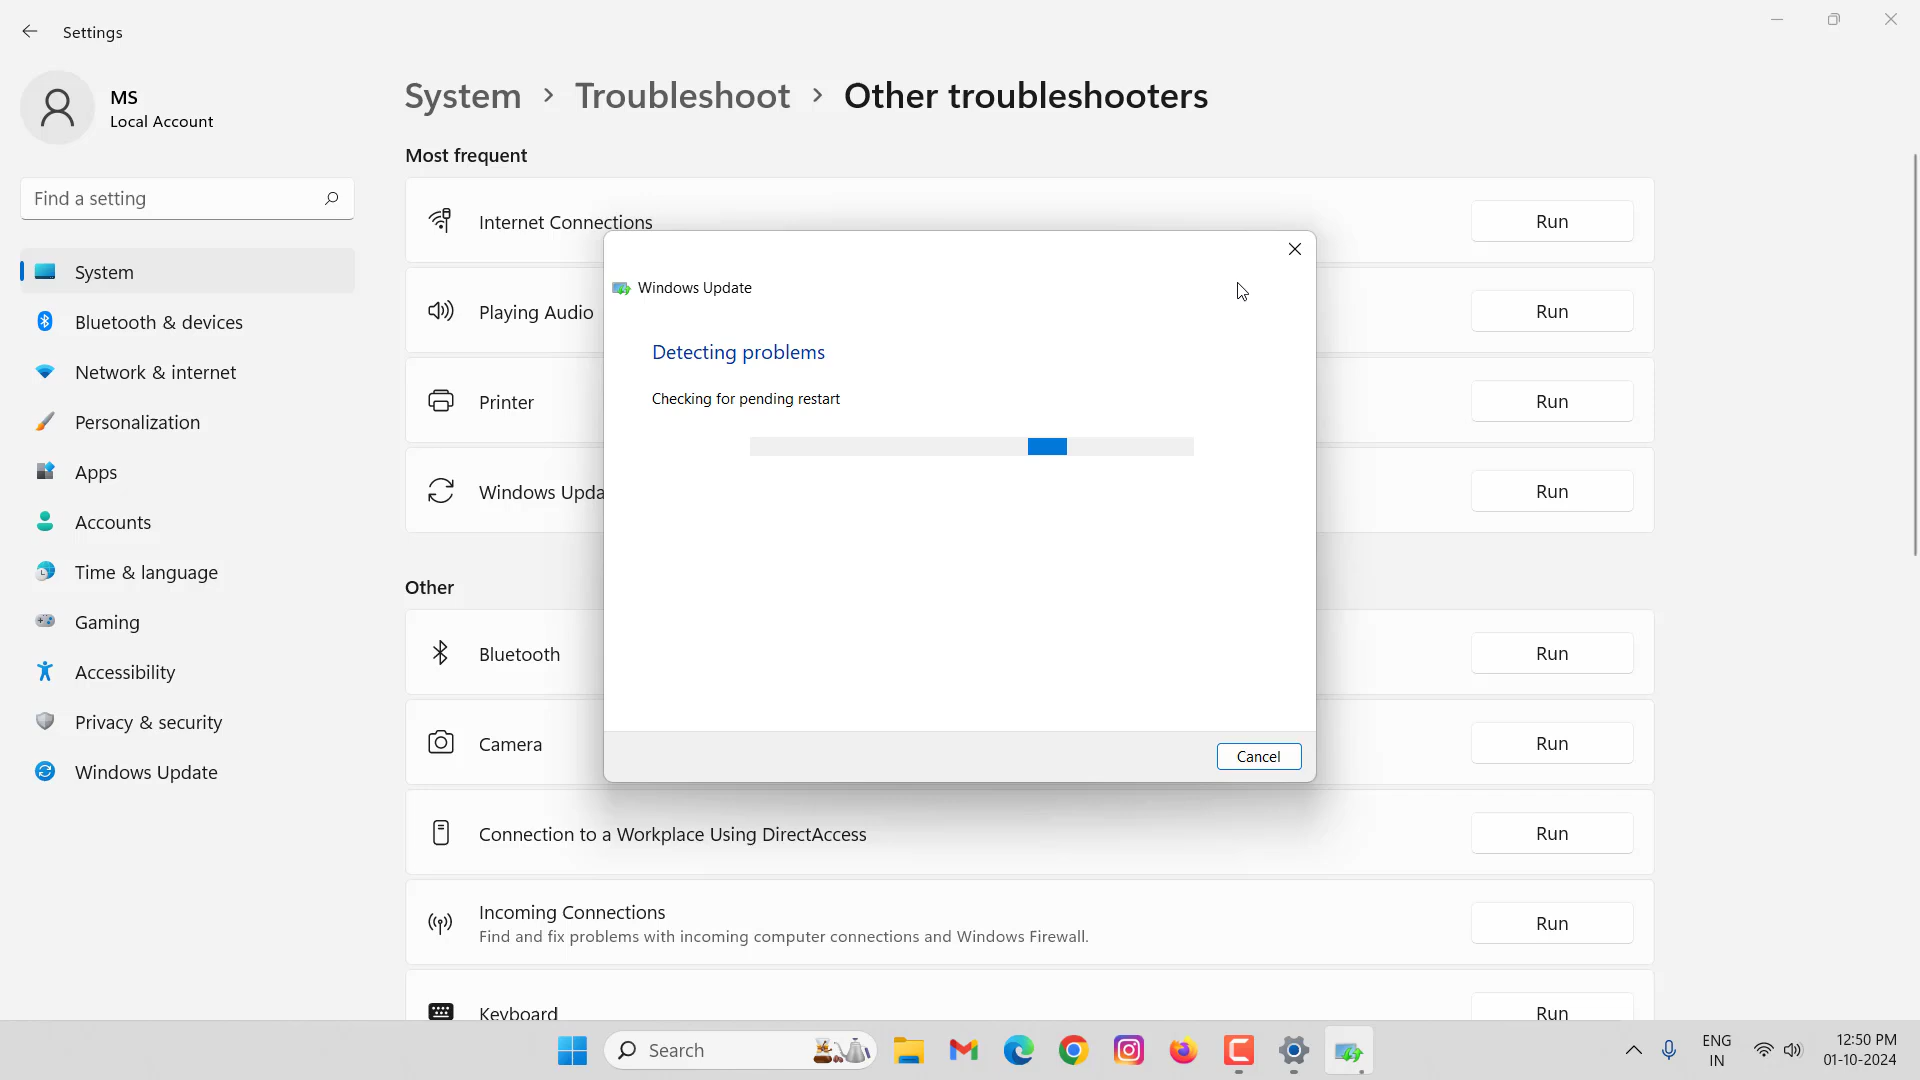 Settings
MS
Local Account
Find a setting
System
Bluetooth & devices
Network & internet
Personalization
Apps
Accounts
Time & language
Gaming
Accessibility
Privacy & security
Windows Update
System > Troubleshoot > Other troubleshooters
Most frequent
Internet Connections
Run
Playing Audio
Run
Printer
Run
Windows Upda
Run
Windows Update
Detecting problems
Checking for pending restart
Cancel
Other
Bluetooth
Run
Camera
Run
Connection to a Workplace Using DirectAccess
Run
Incoming Connections
Find and fix problems with incoming computer connections and Windows Firewall.
Run
Keyboard
Run
Search
ENG
IN
12:50 PM
01-10-2024